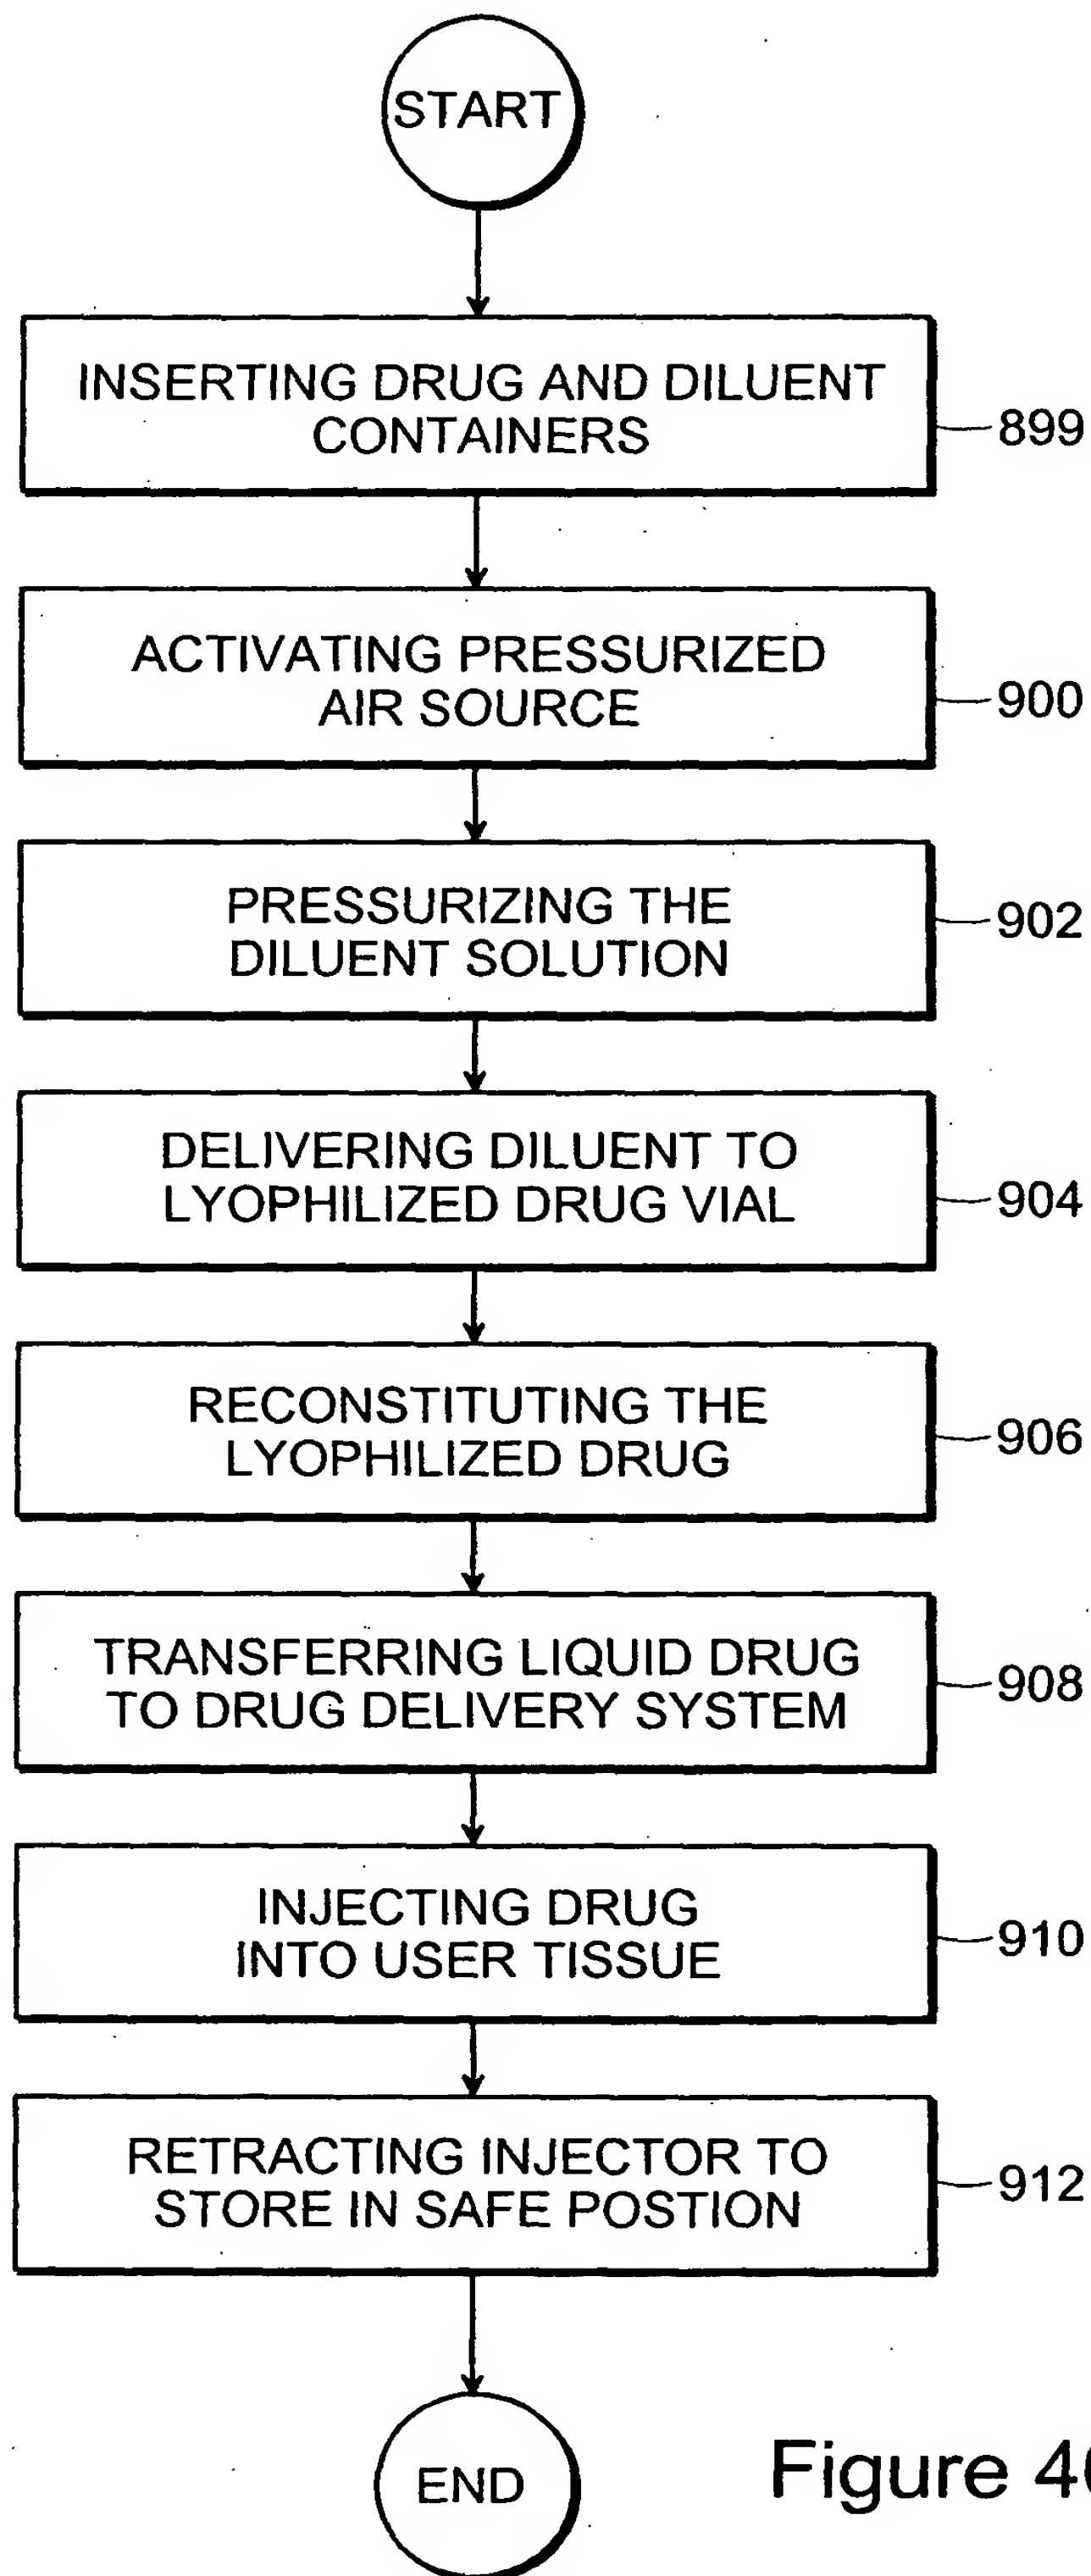 START
INSERTING DRUG AND DILUENT
CONTAINERS
899
ACTIVATING PRESSURIZED
AIR SOURCE
900
PRESSURIZING THE
DILUENT SOLUTION
902
DELIVERING DILUENT TO
LYOPHILIZED DRUG VIAL
904
RECONSTITUTING THE
LYOPHILIZED DRUG
906
TRANSFERRING LIQUID DRUG
TO DRUG DELIVERY SYSTEM
908
INJECTING DRUG
INTO USER TISSUE
910
RETRACTING INJECTOR TO
STORE IN SAFE POSTION
912
END
Figure